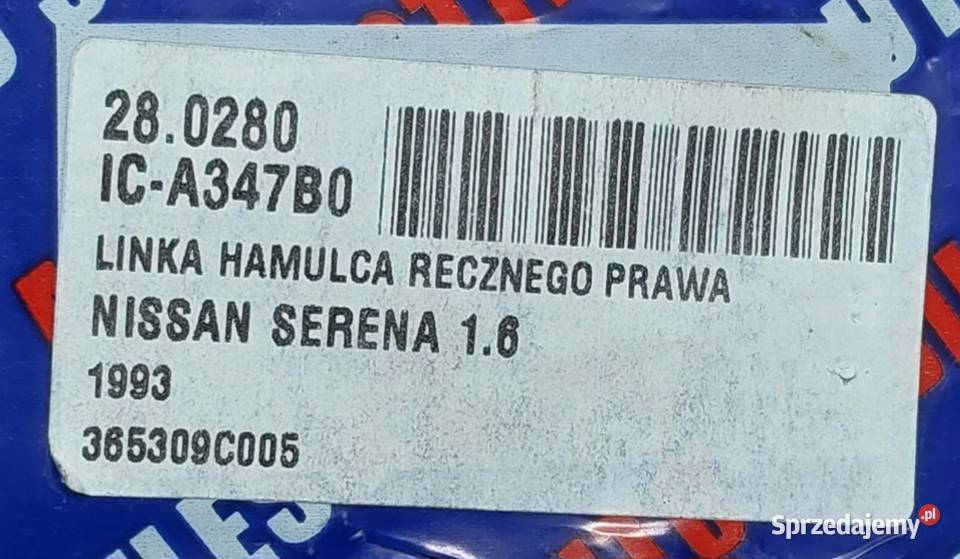 28.0280
IC-A347B0
LINKA HAMULCA RECZNEGO PRAWA
NISSAN SERENA 1.6
1993
365309C005
Sprzedajemy.pl